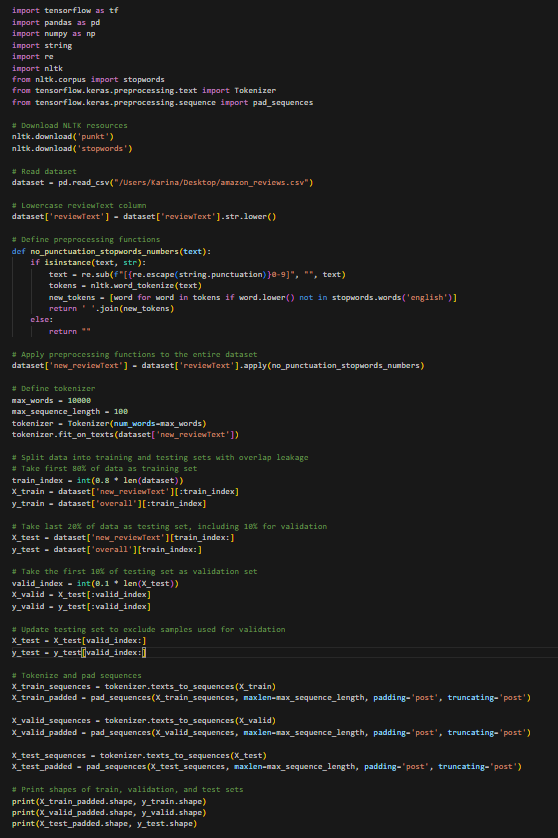 import tensorflow as tf
import pandas as pd
import numpy as np
import string
import re
import nltk
from nltk.corpus import stopwords
from tensorflow.keras.preprocessing.text import Tokenizer
from tensorflow.keras.preprocessing.sequence import pad_sequences

# Download NLTK resources
nltk.download('punkt')
nltk.download('stopwords')

# Read dataset
dataset = pd.read_csv("/Users/Karina/Desktop/amazon_reviews.csv")

# Lowercase reviewText column
dataset['reviewText'] = dataset['reviewText'].str.lower()

# Define preprocessing functions
def no_punctuation_stopwords_numbers(text):
    if isinstance(text, str):
        text = re.sub(f"[{re.escape(string.punctuation)}0-9]", "", text)
        tokens = nltk.word_tokenize(text)
        new_tokens = [word for word in tokens if word.lower() not in stopwords.words('english')]
        return ' '.join(new_tokens)
    else:
        return ""

# Apply preprocessing functions to the entire dataset
dataset['new_reviewText'] = dataset['reviewText'].apply(no_punctuation_stopwords_numbers)

# Define tokenizer
max_words = 10000
max_sequence_length = 100
tokenizer = Tokenizer(num_words=max_words)
tokenizer.fit_on_texts(dataset['new_reviewText'])

# Split data into training and testing sets with overlap leakage
# Take first 80% of data as training set
train_index = int(0.8 * len(dataset))
X_train = dataset['new_reviewText'][:train_index]
y_train = dataset['overall'][:train_index]

# Take last 20% of data as testing set, including 10% for validation
X_test = dataset['new_reviewText'][train_index:]
y_test = dataset['overall'][train_index:]

# Take the first 10% of testing set as validation set
valid_index = int(0.1 * len(X_test))
X_valid = X_test[:valid_index]
y_valid = y_test[:valid_index]

# Update testing set to exclude samples used for validation
X_test = X_test[valid_index:]
y_test = y_test[valid_index:]

# Tokenize and pad sequences
X_train_sequences = tokenizer.texts_to_sequences(X_train)
X_train_padded = pad_sequences(X_train_sequences, maxlen=max_sequence_length, padding='post', truncating='post')

X_valid_sequences = tokenizer.texts_to_sequences(X_valid)
X_valid_padded = pad_sequences(X_valid_sequences, maxlen=max_sequence_length, padding='post', truncating='post')

X_test_sequences = tokenizer.texts_to_sequences(X_test)
X_test_padded = pad_sequences(X_test_sequences, maxlen=max_sequence_length, padding='post', truncating='post')

# Print shapes of train, validation, and test sets
print(X_train_padded.shape, y_train.shape)
print(X_valid_padded.shape, y_valid.shape)
print(X_test_padded.shape, y_test.shape)